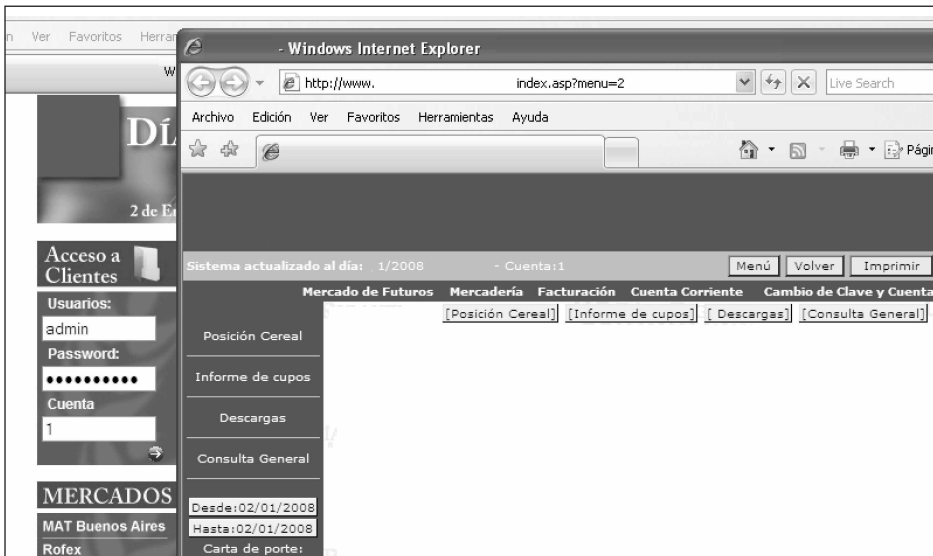 n Ver Favoritos Herrar
W
DÍ
2 de E
Acceso a
Clientes
Usuarios:
admin
Password:
••••••••••
Cuenta
1
MERCADOS
MAT Buenos Aires
Rofex
- Windows Internet Explorer
http://www. index.asp?menu=2
Live Search
Archivo Edición Ver Favoritos Herramientas Ayuda
Págin
Sistema actualizado al día: 1/2008 - Cuenta:1
Menú Volver Imprimir
Mercado de Futuros Mercadería Facturación Cuenta Corriente Cambio de Clave y Cuenta
[Posición Cereal] [Informe de cupos] [ Descargas] [Consulta General]
Posición Cereal
Informe de cupos
Descargas
Consulta General
Desde:02/01/2008
Hasta:02/01/2008
Carta de porte: